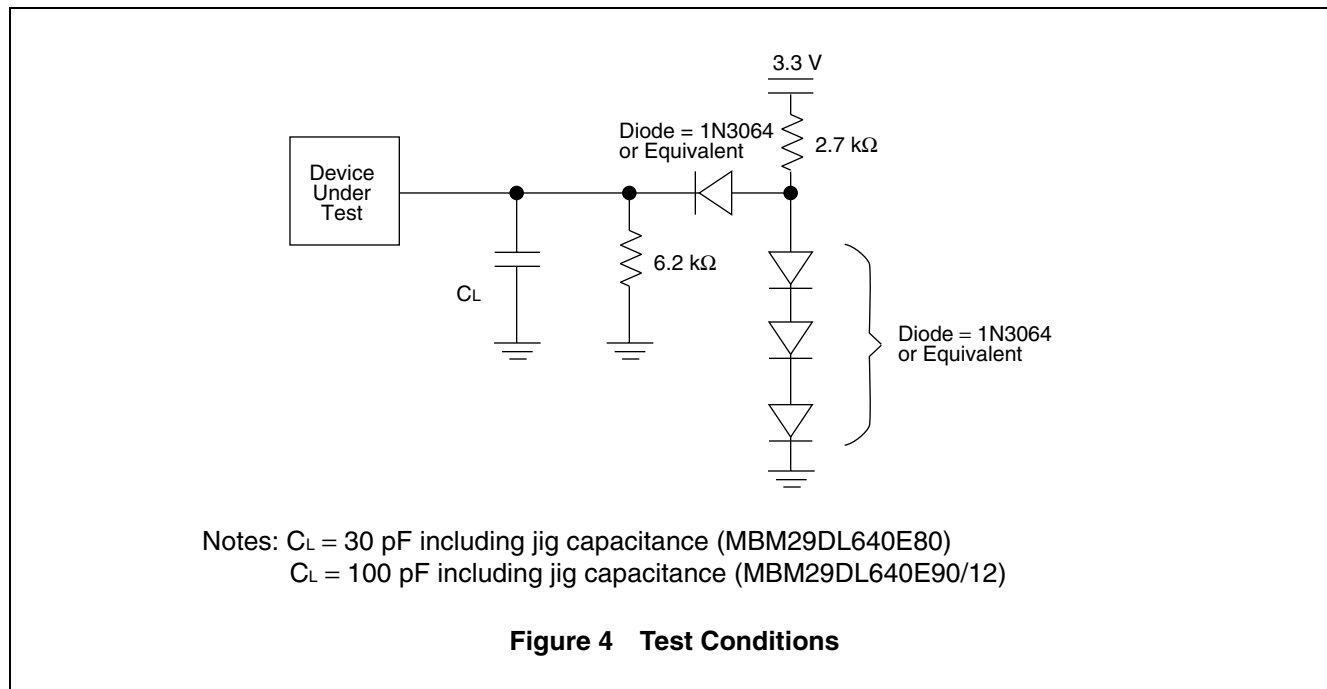 3.3 V
Diode = 1N3064
or Equivalent
2.7 kΩ
Device
Under
Test
6.2 kΩ
CL
Diode = 1N3064
or Equivalent
Notes: CL = 30 pF including jig capacitance (MBM29DL640E80)
CL = 100 pF including jig capacitance (MBM29DL640E90/12)
Figure 4 Test Conditions